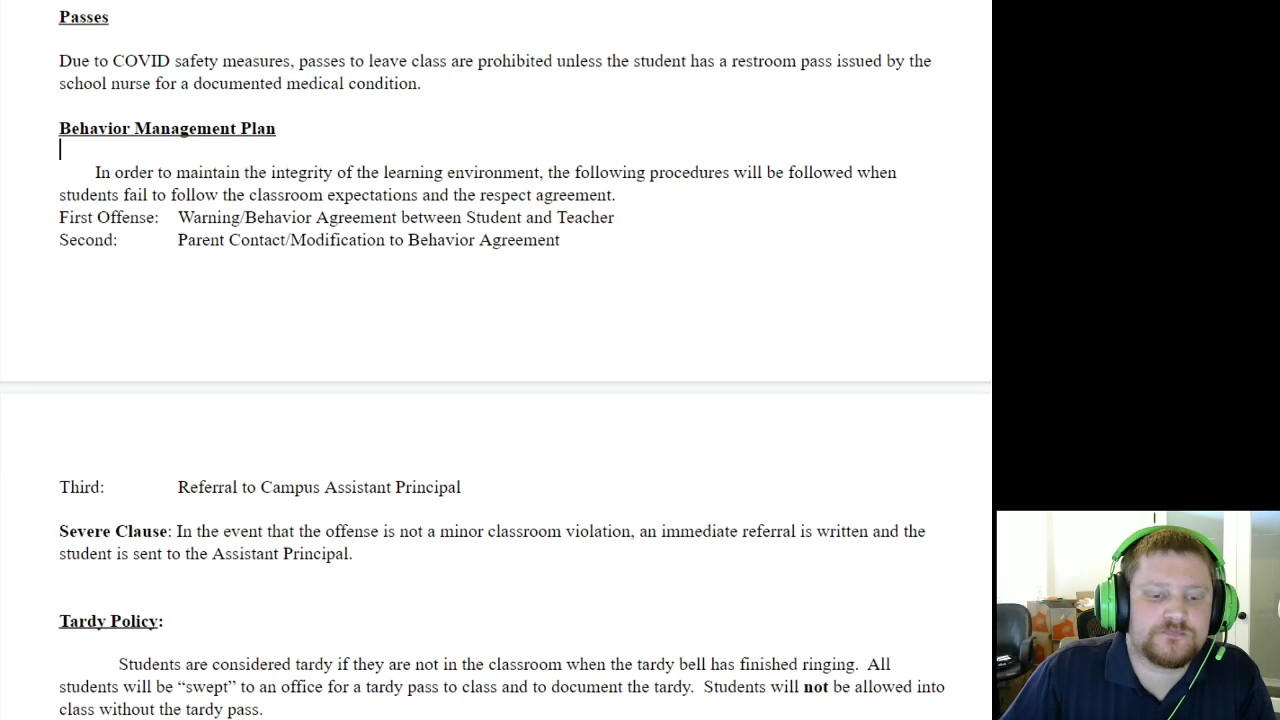 Passes
Due to COVID safety measures, passes to leave class are prohibited unless the student has a restroom pass issued by the
school nurse for a documented medical condition.
Behavior Management Plan
In order to maintain the integrity of the learning environment, the following procedures will be followed when
students fail to follow the classroom expectations and the respect agreement.
First Offense: Warning/Behavior Agreement between Student and Teacher
Second: Parent Contact/Modification to Behavior Agreement
Third: Referral to Campus Assistant Principal
Severe Clause: In the event that the offense is not a minor classroom violation, an immediate referral is written and the
student is sent to the Assistant Principal.
Tardy Policy:
Students are considered tardy if they are not in the classroom when the tardy bell has finished ringing. All
students will be “swept” to an office for a tardy pass to class and to document the tardy. Students will not be allowed into
class without the tardy pass.